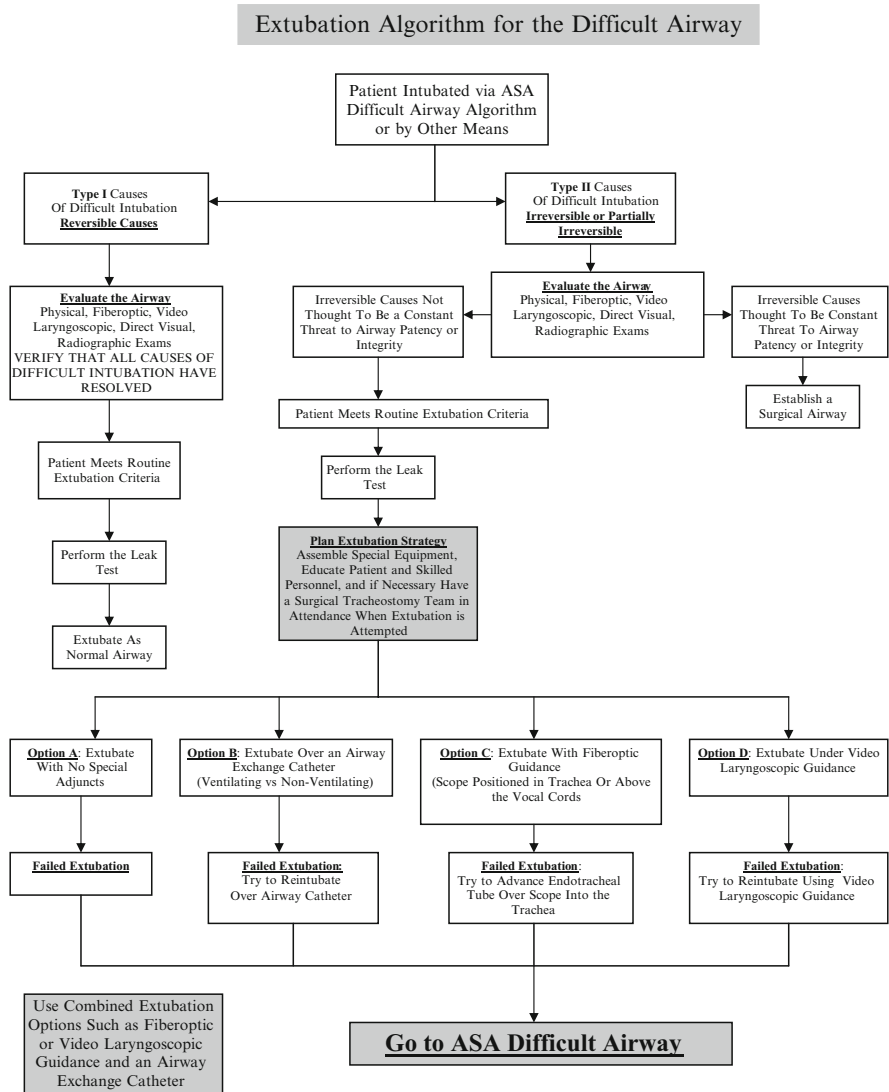 Extubation Algorithm for the Difficult Airway
Patient Intubated via ASA
Difficult Airway Algorithm
or by Other Means
Type I Causes
Of Difficult Intubation
Reversible Causes
Type II Causes
Of Difficult Intubation
Irreversible or Partially
Irreversible
Evaluate the Airway
Physical, Fiberoptic, Video
Laryngoscopic, Direct Visual,
Radiographic Exams
VERIFY THAT ALL CAUSES OF
DIFFICULT INTUBATION HAVE
RESOLVED
Irreversible Causes Not
Thought To Be a Constant
Threat to Airway Patency or
Integrity
Evaluate the Airway
Physical, Fiberoptic, Video
Laryngoscopic, Direct Visual,
Radiographic Exams
Irreversible Causes
Thought To Be Constant
Threat To Airway
Patency or Integrity
Establish a
Surgical Airway
Patient Meets Routine Extubation Criteria
Patient Meets Routine
Extubation Criteria
Perform the Leak
Test
Plan Extubation Strategy
Assemble Special Equipment,
Educate Patient and Skilled
Personnel, and if Necessary Have
a Surgical Tracheostomy Team in
Attendance When Extubation is
Attempted
Perform the Leak
Test
Extubate As
Normal Airway
Option A: Extubate
With No Special
Adjuncts
Option B: Extubate Over an Airway
Exchange Catheter
(Ventilating vs Non-Ventilating)
Option C: Extubate With Fiberoptic
Guidance
(Scope Positioned in Trachea Or Above
the Vocal Cords
Option D: Extubate Under Video
Laryngoscopic Guidance
Failed Extubation
Failed Extubation:
Try to Reintubate
Over Airway Catheter
Failed Extubation:
Try to Advance Endotracheal
Tube Over Scope Into the
Trachea
Failed Extubation:
Try to Reintubate Using Video
Laryngoscopic Guidance
Use Combined Extubation
Options Such as Fiberoptic
or Video Laryngoscopic
Guidance and an Airway
Exchange Catheter
Go to ASA Difficult Airway